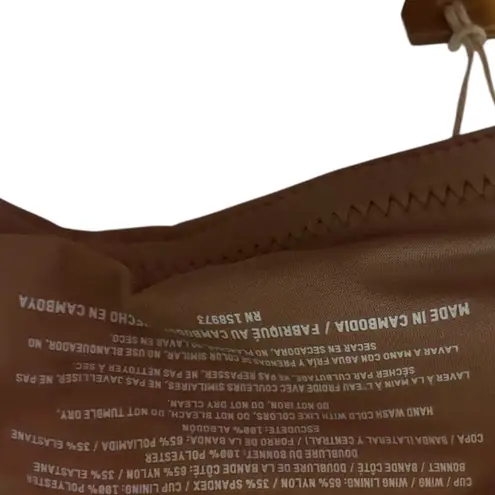 CUP / WING LINING: 65% NYLON / 35% SPANDEX / CUP LINING: 100% POLYESTER
BONNET / BANDE CÔTÉ / DOUBLURE DE LA BANDE CÔTÉ: 65% NYLON / 35% ELASTANE
DOUBLURE DU BONNET: 100% POLYESTER
COPA / BANDA LATERAL Y CENTRAL / FORRO DE LA BANDA: 65% POLIAMIDA / 35% ELASTANE
ESCUDETE: 100% ALGODÓN
HAND WASH COLD WITH LIKE COLORS. DO NOT BLEACH. DO NOT TUMBLE DRY.
DO NOT IRON. DO NOT DRY CLEAN.
LAVER À LA MAIN À L'EAU FROIDE AVEC COULEURS SIMILAIRES. NE PAS JAVELLISER. NE PAS
SÉCHER PAR CULBUTAGE. NE PAS REPASSER. NE PAS NETTOYER À SEC.
LAVAR A MANO CON AGUA FRÍA Y PRENDAS DE COLOR SIMILAR. NO USE BLANQUEADOR. NO
SECAR EN SECADORA. NO PLANCHAR. NO LAVAR EN SECO.
MADE IN CAMBODIA / FABRIQUÉ AU CAMBODGE / HECHO EN CAMBOYA
RN 158973